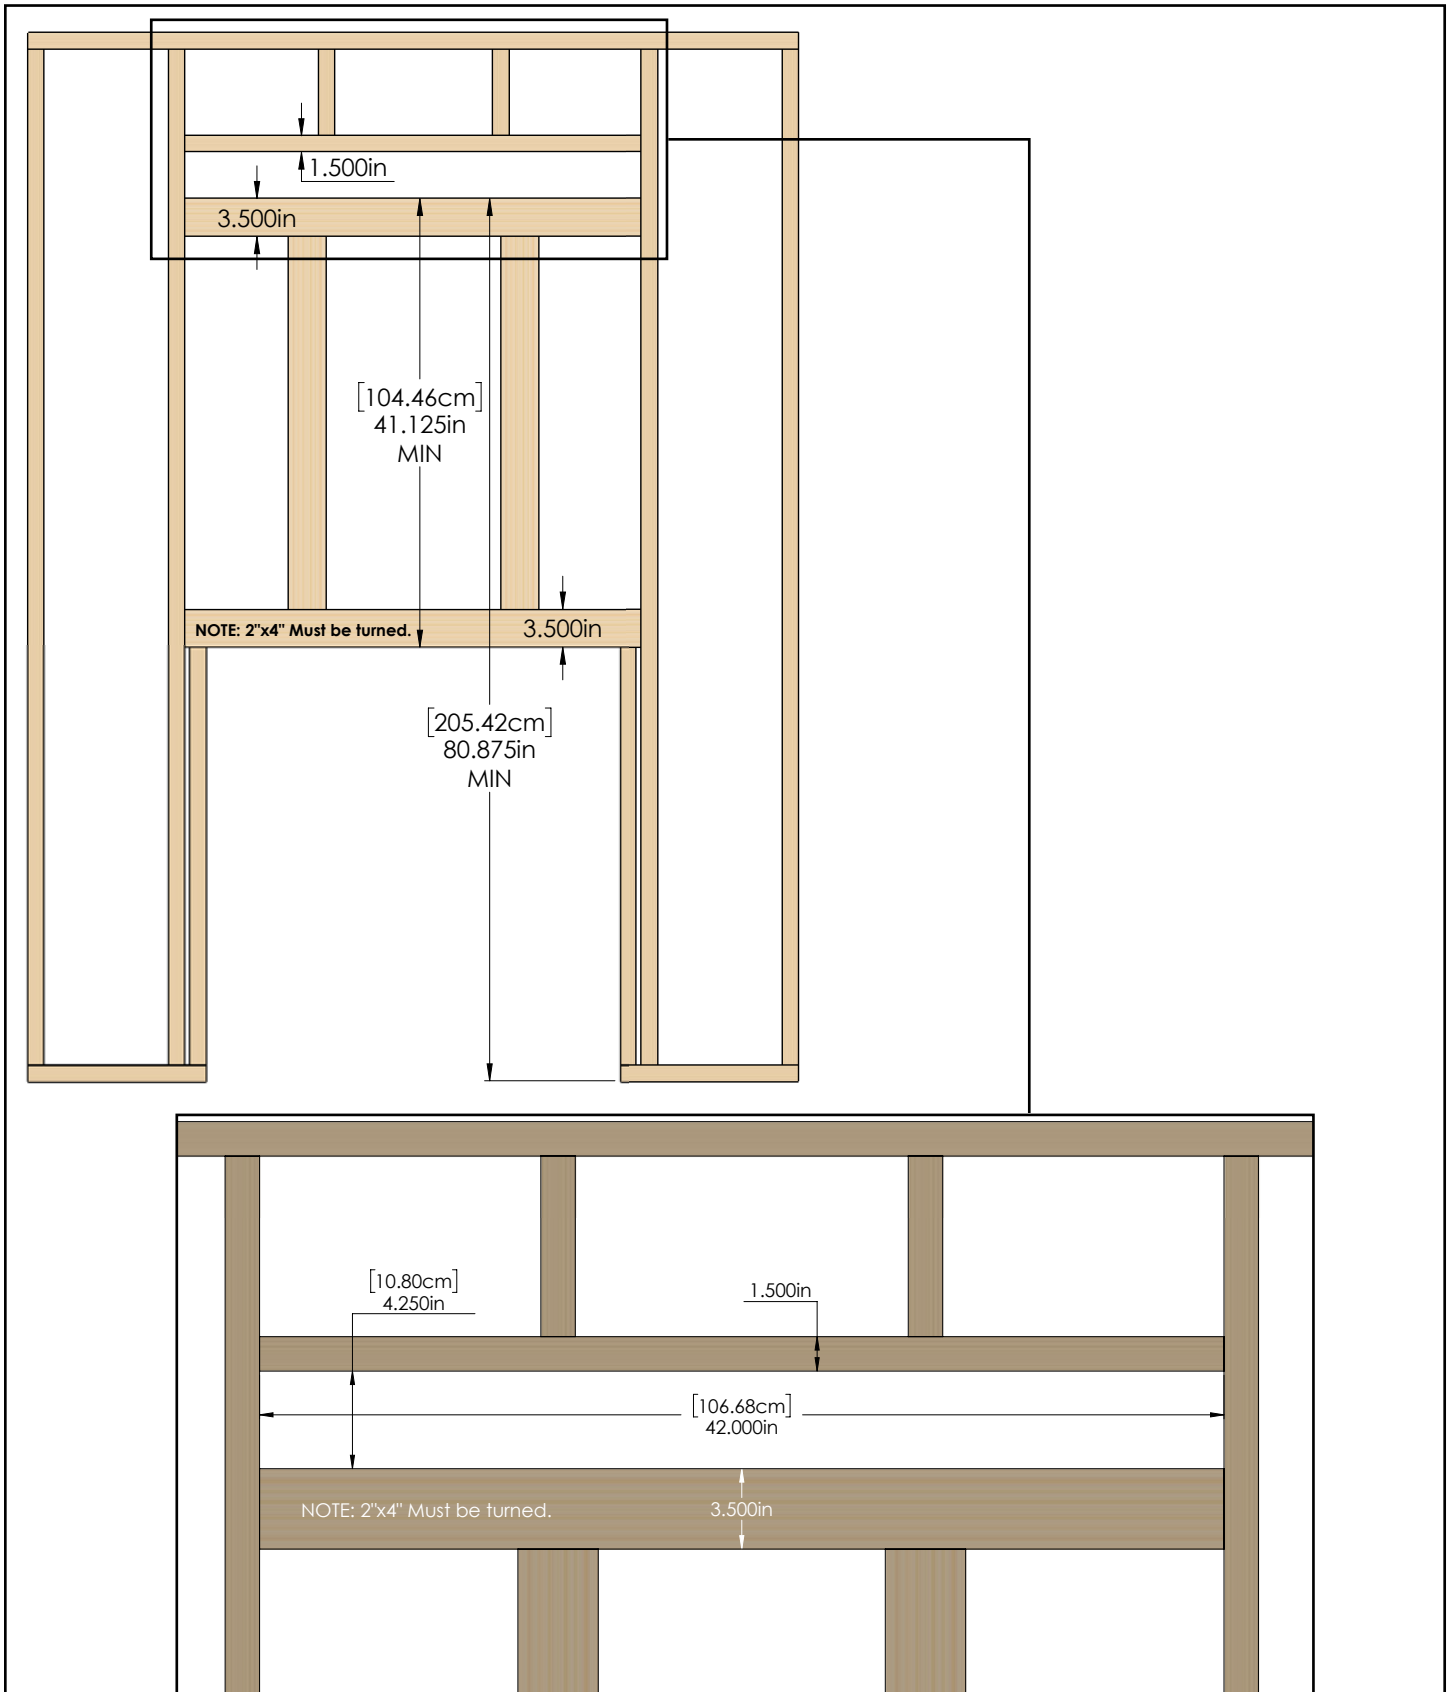 1.500in
3.500in
[104.46cm]
41.125in
MIN
NOTE: 2"x4" Must be turned.
3.500in
[205.42cm]
80.875in
MIN
[10.80cm]
4.250in
1.500in
[106.68cm]
42.000in
NOTE: 2"x4" Must be turned.
3.500in